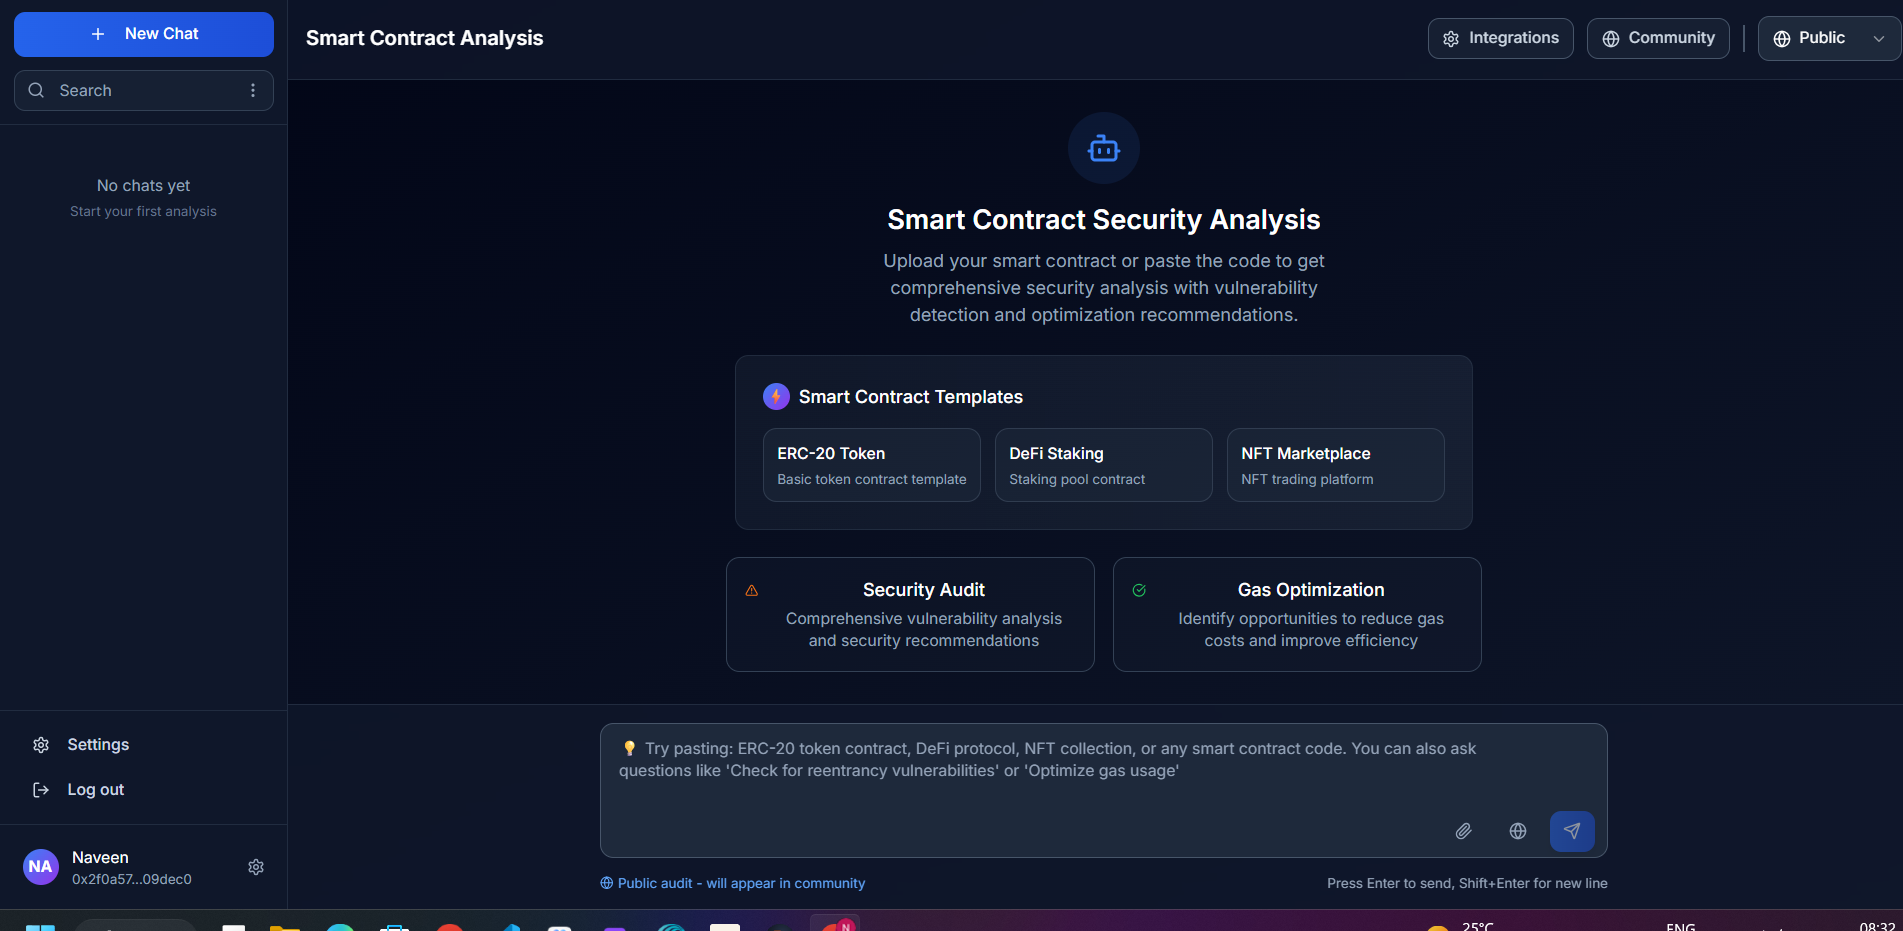 New Chat
Search
No chats yet
Start your first analysis
Settings
Log out
NA
Naveen
0x2f0a57...09dec0
Smart Contract Analysis
Integrations
Community
Public
Smart Contract Security Analysis
Upload your smart contract or paste the code to get
comprehensive security analysis with vulnerability
detection and optimization recommendations.
Smart Contract Templates
ERC-20 Token
Basic token contract template
DeFi Staking
Staking pool contract
NFT Marketplace
NFT trading platform
Security Audit
Comprehensive vulnerability analysis
and security recommendations
Gas Optimization
Identify opportunities to reduce gas
costs and improve efficiency
💡 Try pasting: ERC-20 token contract, DeFi protocol, NFT collection, or any smart contract code. You can also ask
questions like 'Check for reentrancy vulnerabilities' or 'Optimize gas usage'
Public audit - will appear in community
Press Enter to send, Shift+Enter for new line
N
25°C
ENG
08:32